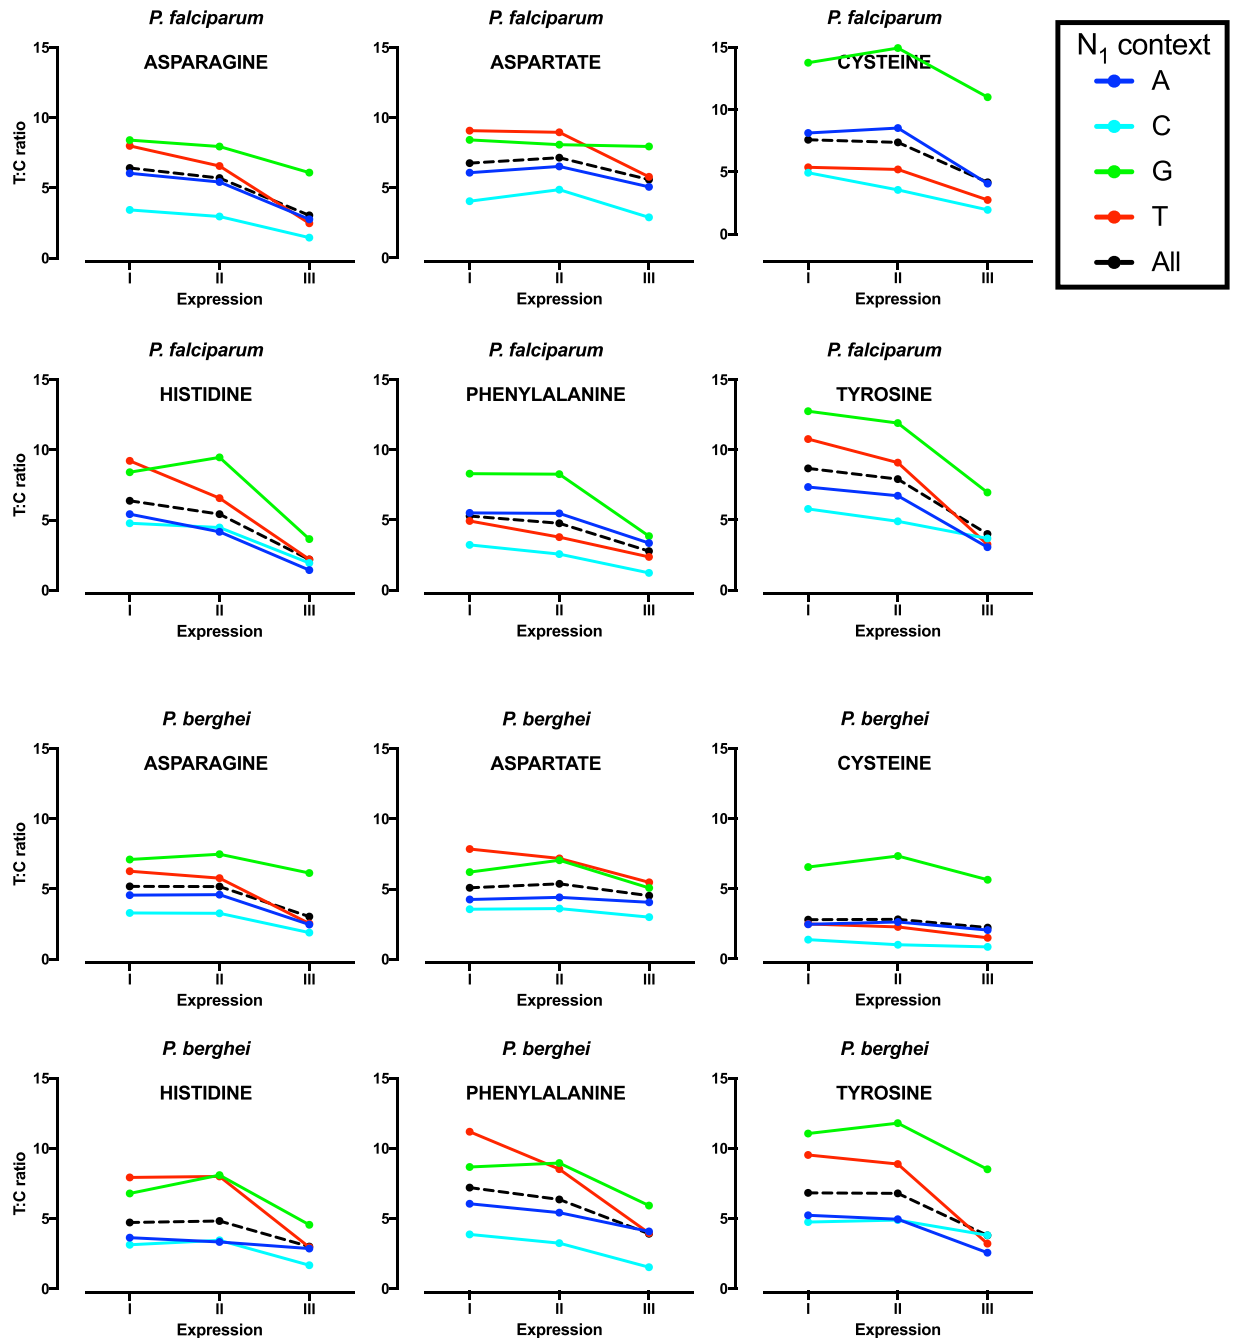 P. falciparum P. falciparum P. falciparum
ASPARAGINE ASPARTATE CYSTEINE
15 15 15
10 10 10
5 5 5
0 0 0
T:C ratio
I II III I II III I II III
Expression Expression Expression
N1 context
A
C
G
T
All
P. falciparum P. falciparum P. falciparum
HISTIDINE PHENYLALANINE TYROSINE
15 15 15
10 10 10
5 5 5
0 0 0
T:C ratio
I II III I II III I II III
Expression Expression Expression
P. berghei P. berghei P. berghei
ASPARAGINE ASPARTATE CYSTEINE
15 15 15
10 10 10
5 5 5
0 0 0
T:C ratio
I II III I II III I II III
Expression Expression Expression
P. berghei P. berghei P. berghei
HISTIDINE PHENYLALANINE TYROSINE
15 15 15
10 10 10
5 5 5
0 0 0
T:C ratio
I II III I II III I II III
Expression Expression Expression